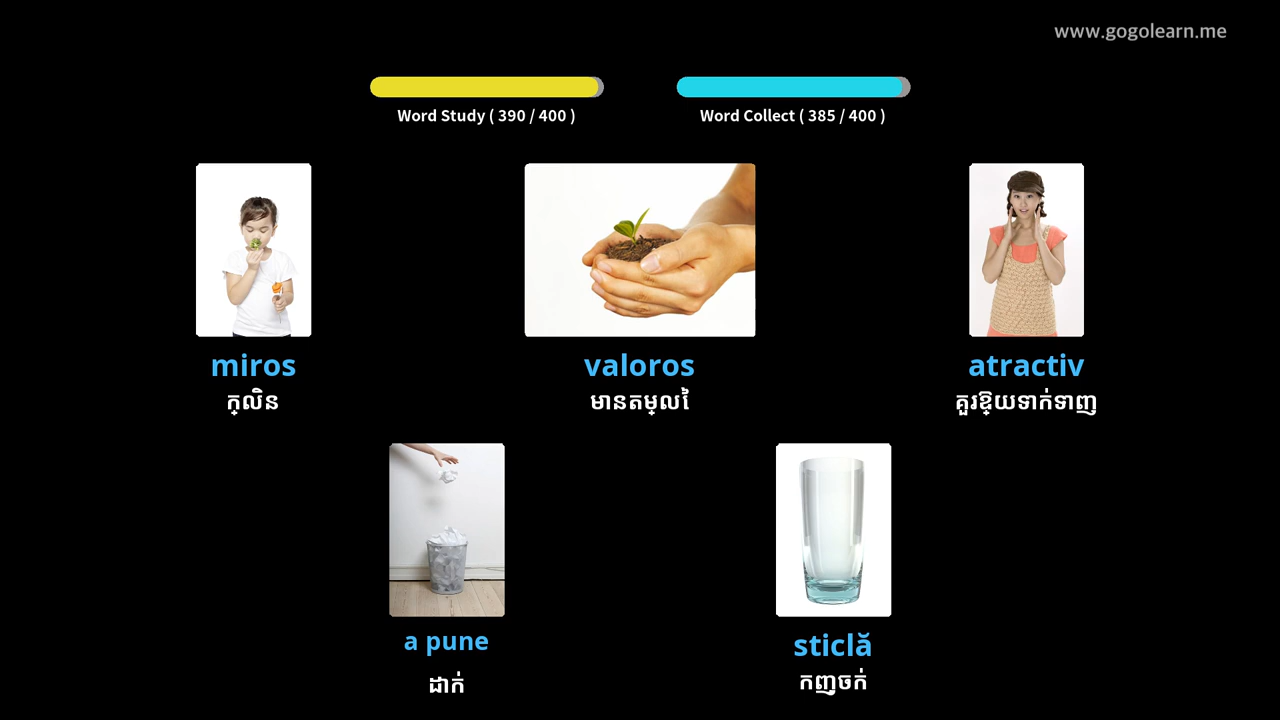 www.gogolearn.me
Word Study ( 390 / 400 )
Word Collect ( 385 / 400 )
miros
ក្លិន
valoros
មានតម្លៃ
atractiv
គួរឱ្យទាក់ទាញ
a pune
ដាក់
sticlă
កញ្ចក់